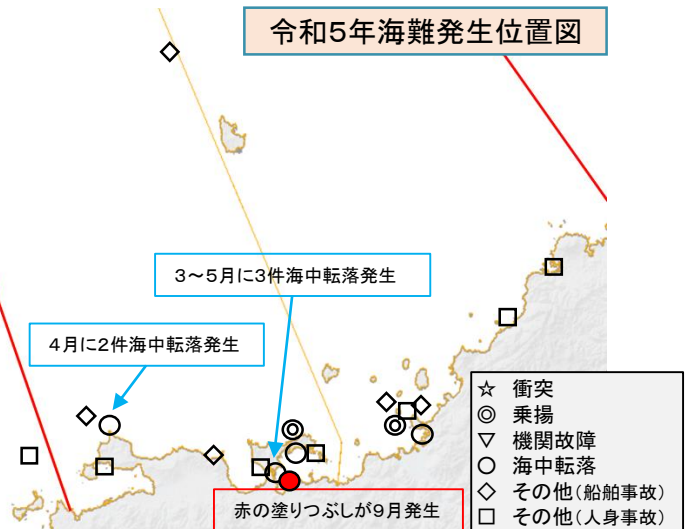 令和5年海難発生位置図
3～5月に3件海中転落発生
4月に2件海中転落発生
☆ 衝突
◎ 乗揚
▽ 機関故障
○ 海中転落
◇ その他(船舶事故)
□ その他(人身事故)
赤の塗りつぶしが9月発生